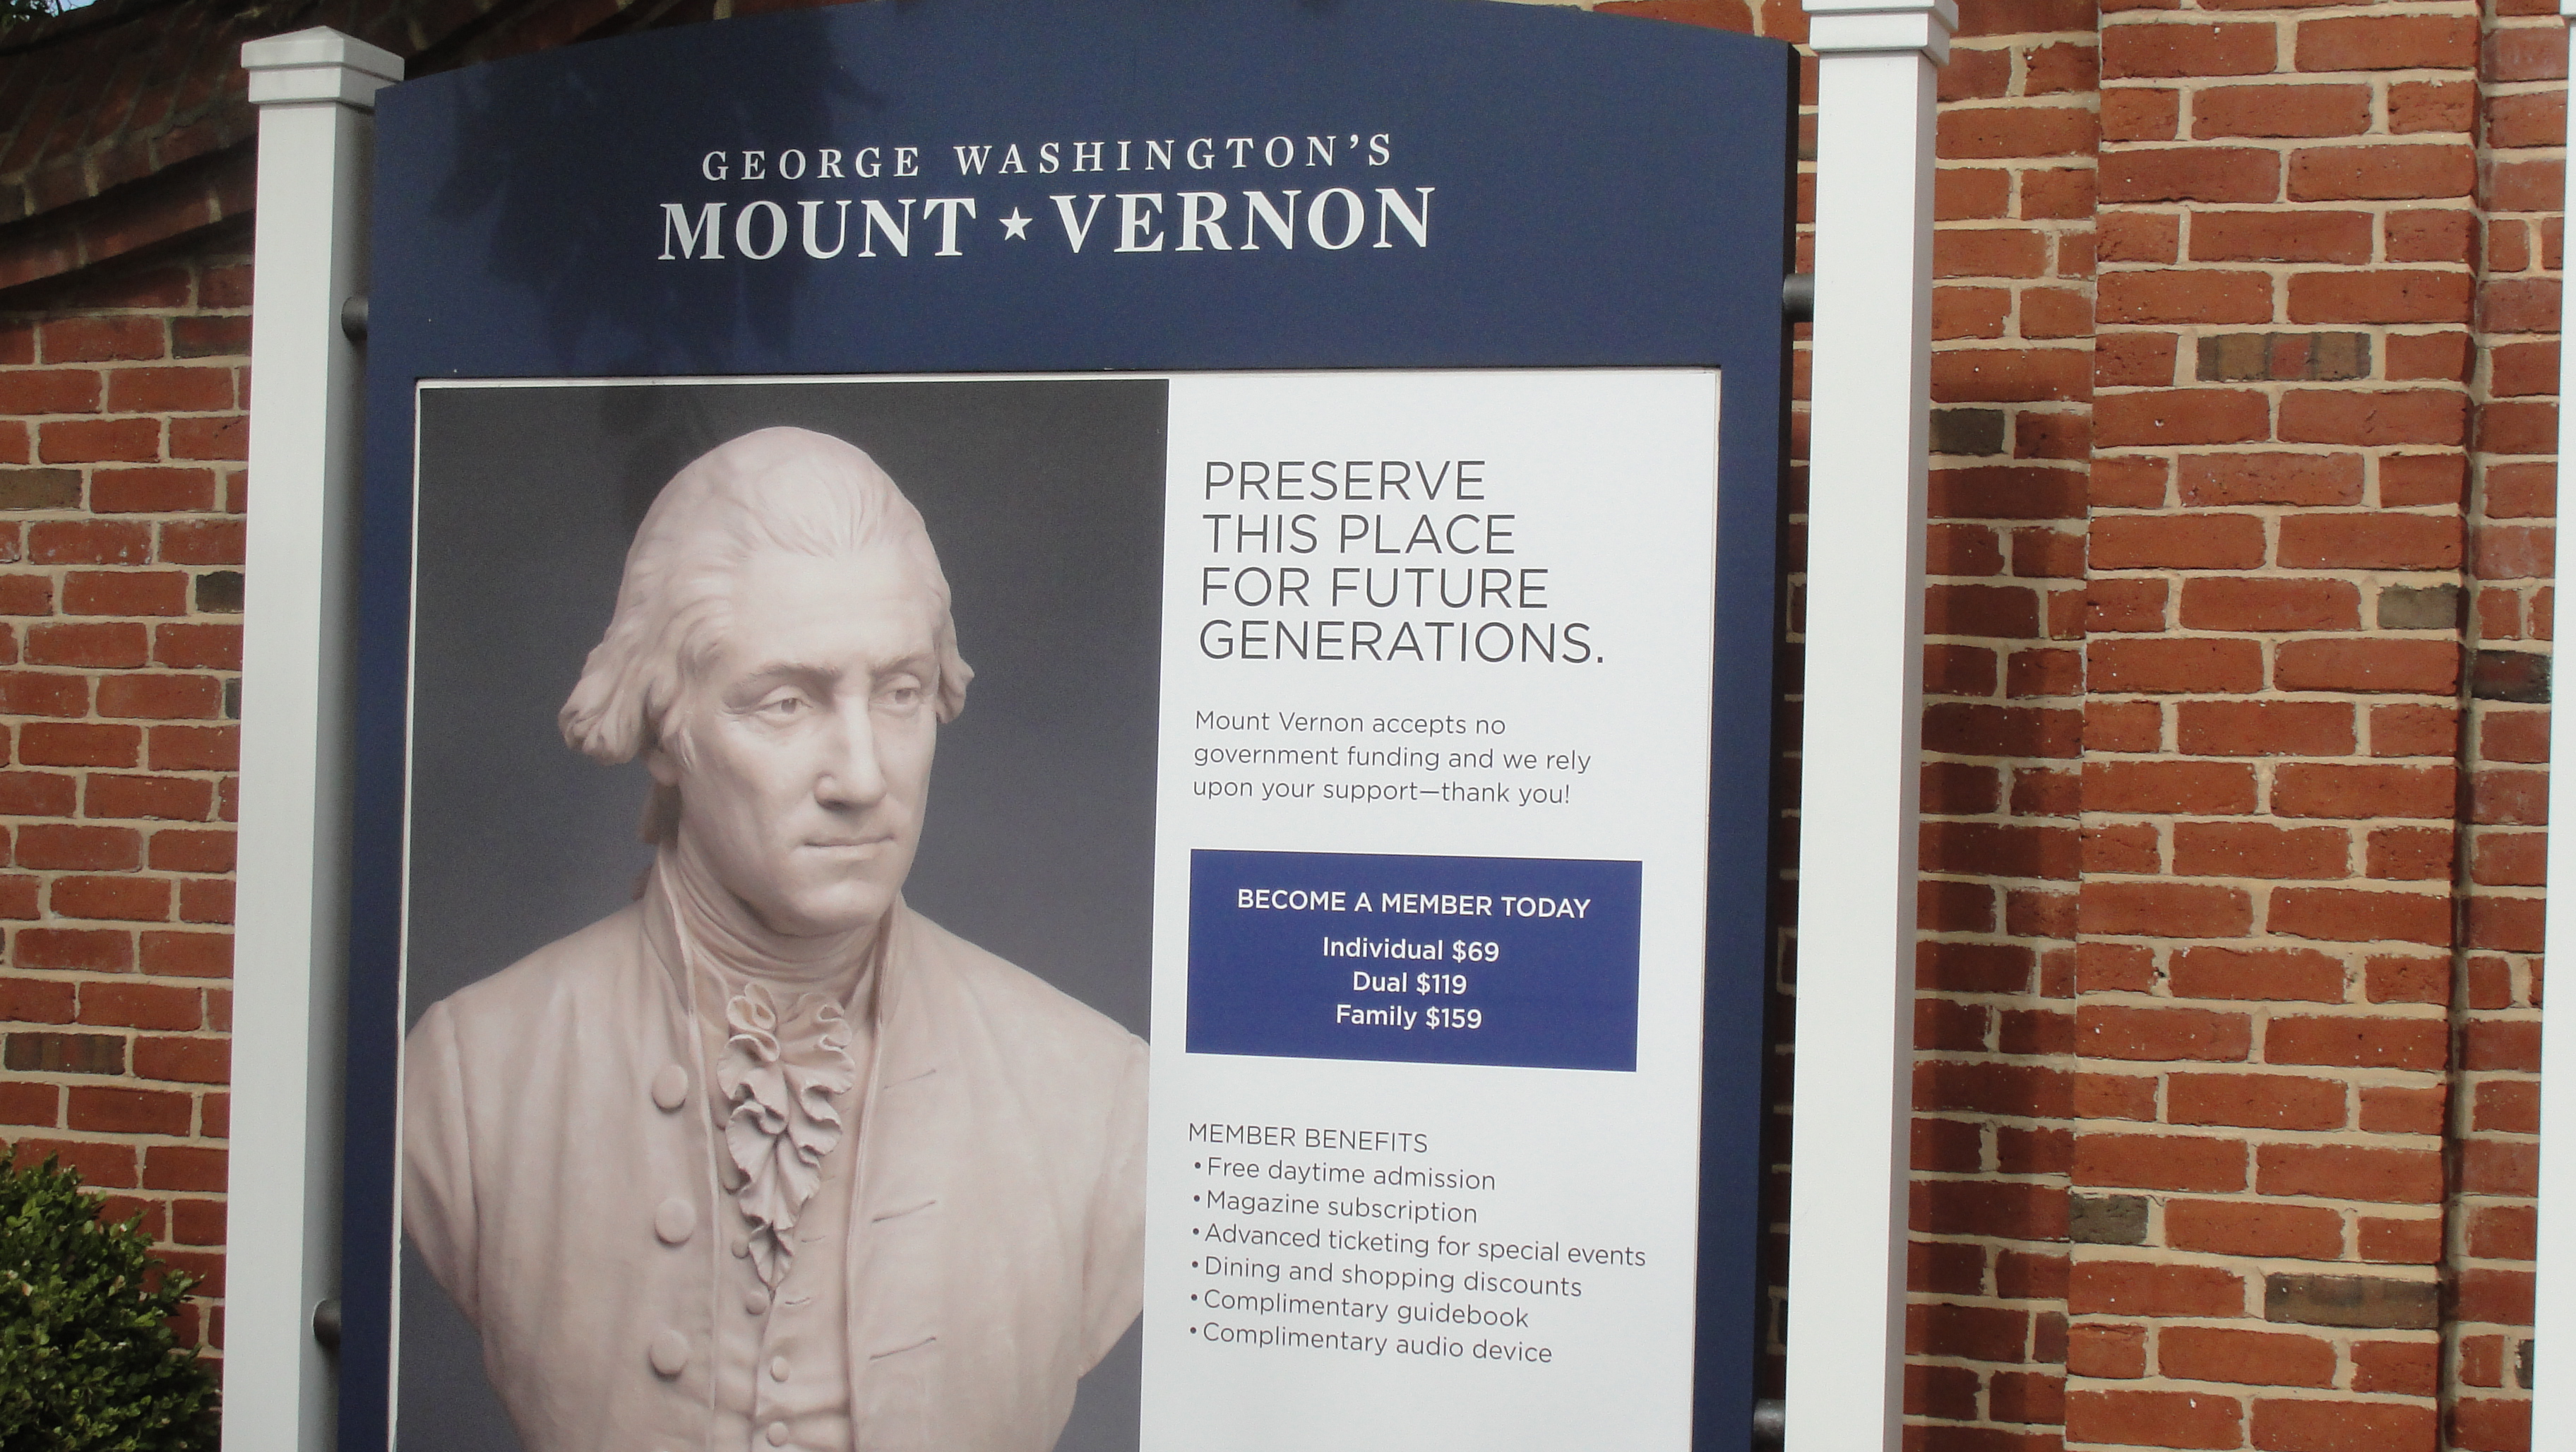 GEORGE WASHINGTON'S
MOUNT ★ VERNON
PRESERVE
THIS PLACE
FOR FUTURE
GENERATIONS.
Mount Vernon accepts no
government funding and we rely
upon your support—thank you!
BECOME A MEMBER TODAY
Individual $69
Dual $119
Family $159
MEMBER BENEFITS
• Free daytime admission
• Magazine subscription
• Advanced ticketing for special events
• Dining and shopping discounts
• Complimentary guidebook
• Complimentary audio device